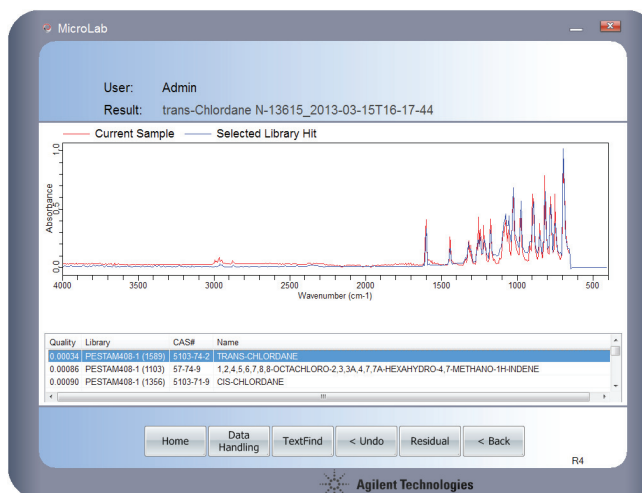 MicroLab
User: Admin
Result: trans-Chlordane N-13615_2013-03-15T16-17-44
Current Sample Selected Library Hit
Absorbance
1.0
0.5
0.0
4000 3500 3000 2500 2000 1500 1000 500
Wavenumber (cm-1)
Quality Library CAS# Name
0.00034 PESTAM408-1 (1589) 5103-74-2 TRANS-CHLORDANE
0.00086 PESTAM408-1 (1103) 57-74-9 1,2,4,5,6,7,8,8-OCTACHLORO-2,3,3A,4,7,7A-HEXAHYDRO-4,7-METHANO-1H-INDENE
0.00090 PESTAM408-1 (1356) 5103-71-9 CIS-CHLORDANE
Home Data Handling TextFind < Undo Residual < Back
R4
Agilent Technologies